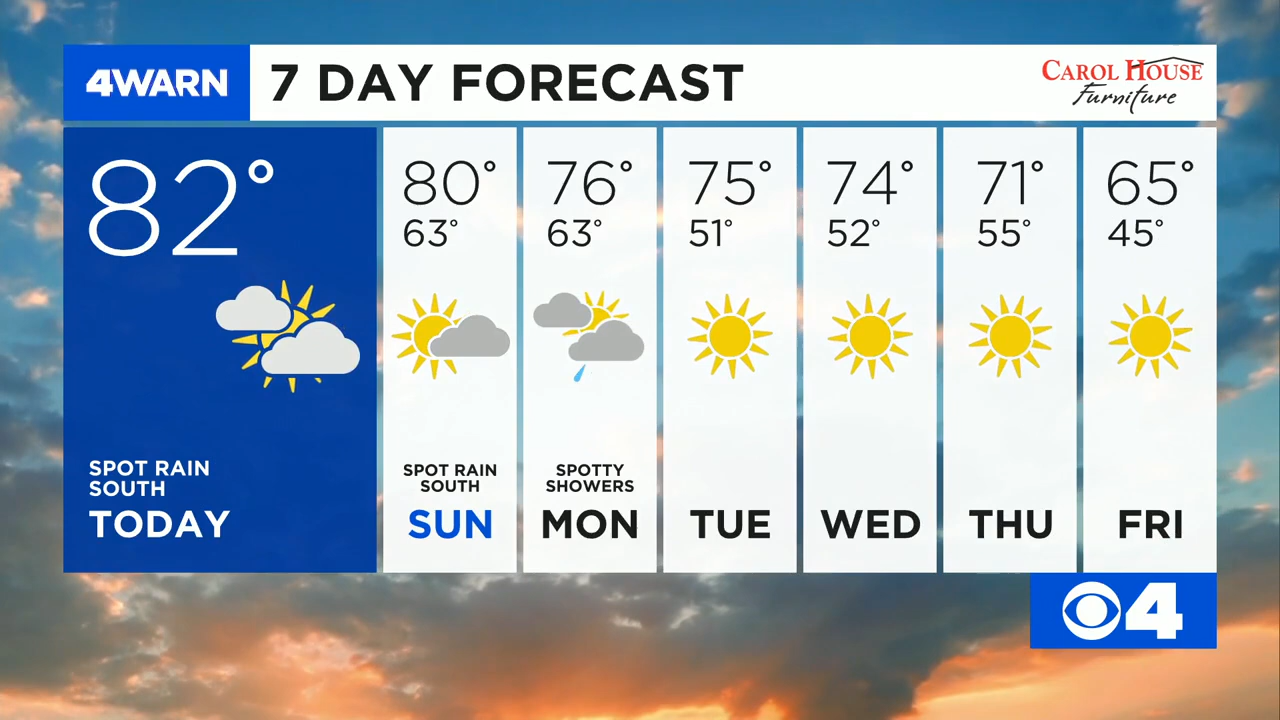 4WARN
7 DAY FORECAST
CAROL HOUSE
Furniture
82°
SPOT RAIN
SOUTH
TODAY
80°
63°
SPOT RAIN
SOUTH
SUN
76°
63°
SPOTTY
SHOWERS
MON
75°
51°
TUE
74°
52°
WED
71°
55°
THU
65°
45°
FRI
4